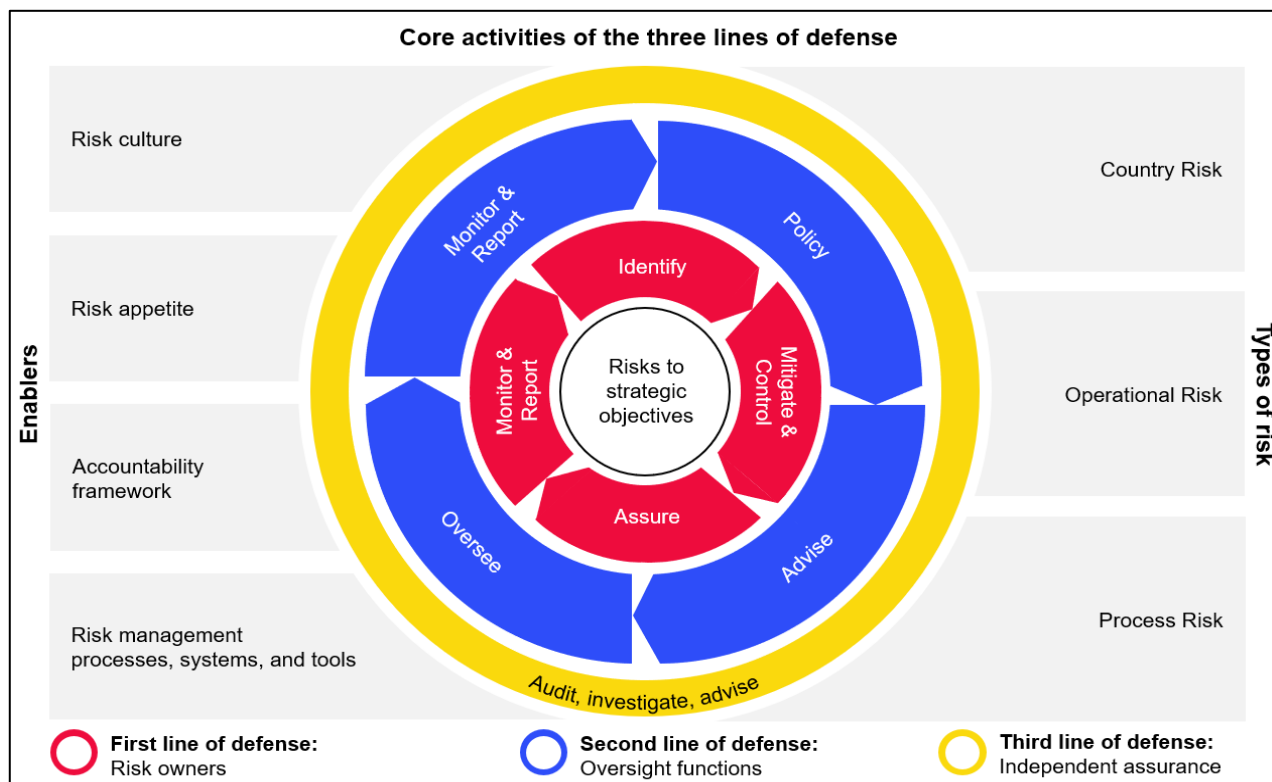 Core activities of the three lines of defense
Enablers
Risk culture
Risk appetite
Accountability
framework
Risk management
processes, systems, and tools
Monitor &
Report
Policy
Advise
Oversee
Identify
Mitigate &
Control
Assure
Monitor &
Report
Risks to
strategic
objectives
Audit, investigate, advise
Types of risk
Country Risk
Operational Risk
Process Risk
First line of defense:
Risk owners
Second line of defense:
Oversight functions
Third line of defense:
Independent assurance